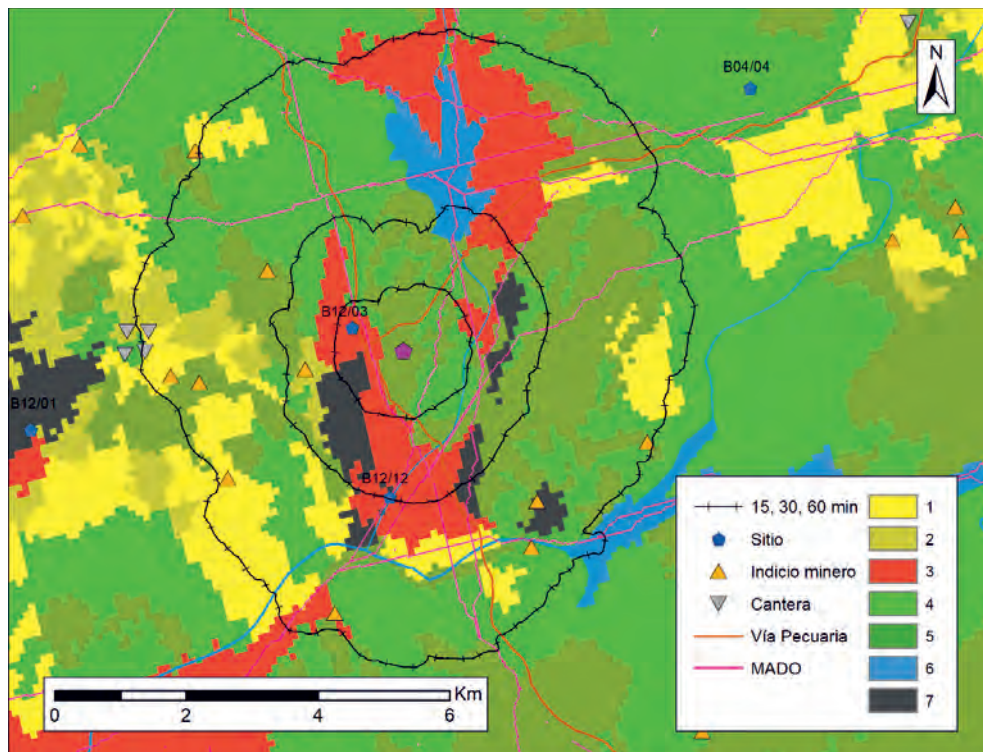 N
B04/04
B12/03
B12/01
B12/12
15, 30, 60 min
Sitio
Indicio minero
Cantera
Vía Pecuaria
MADO
1
2
3
4
5
6
7
Km
0 2 4 6